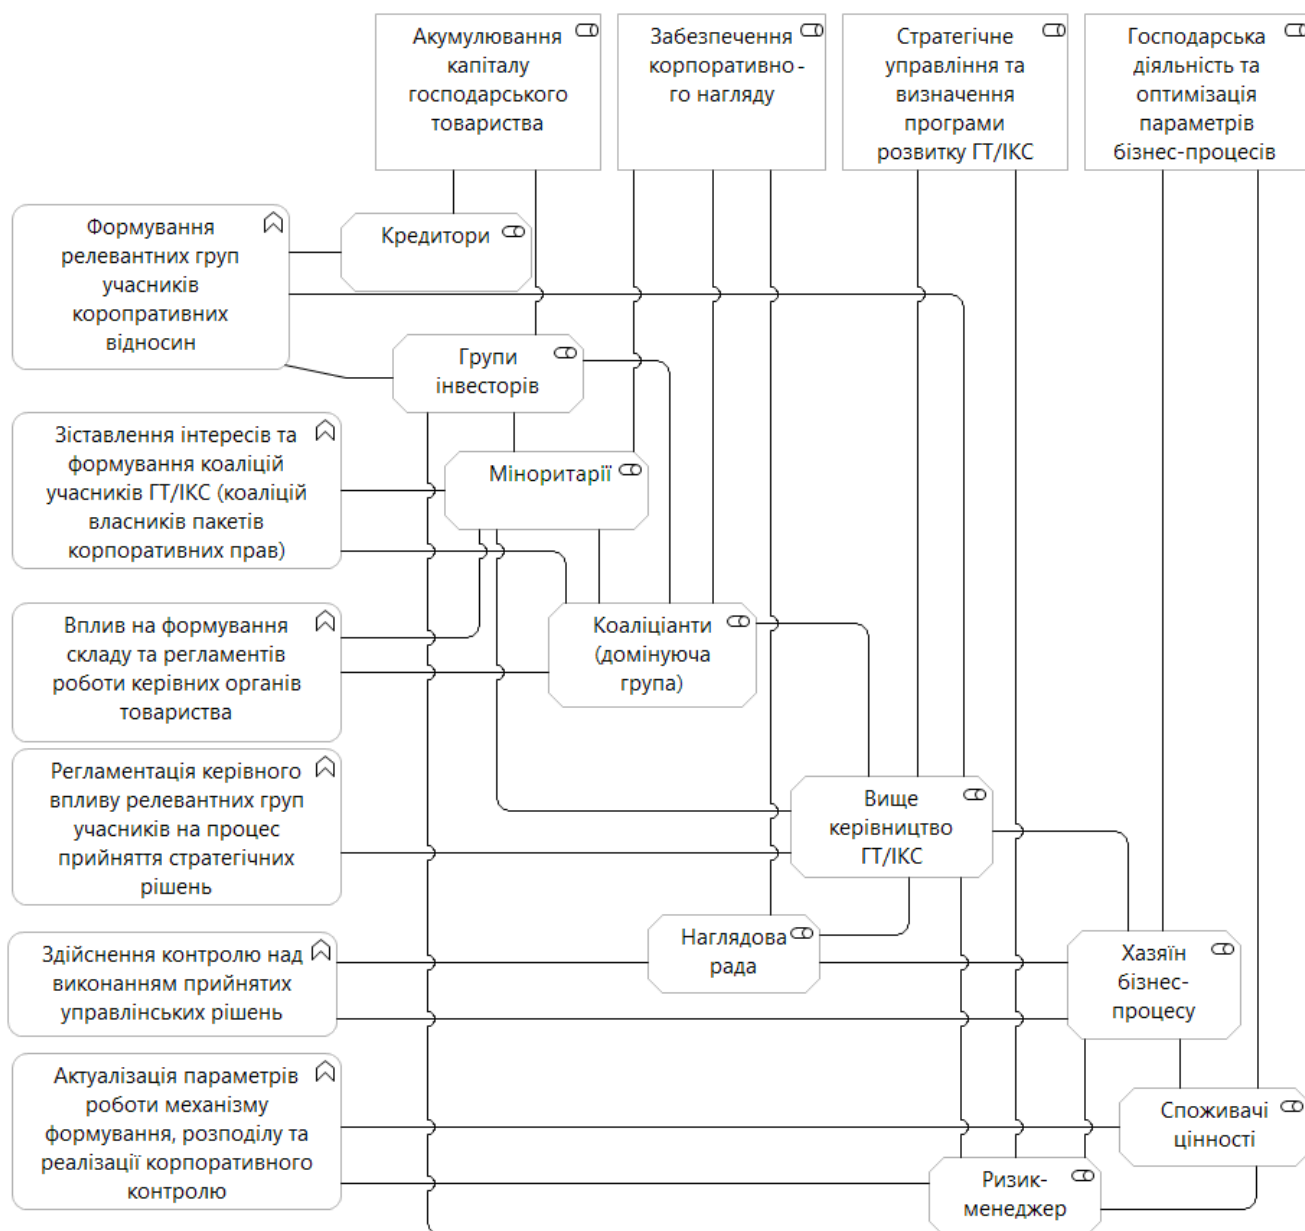 Акумулювання
капіталу
господарського
товариства
Забезпечення
корпоративно-
го нагляду
Стратегічне
управління та
визначення
програми
розвитку ГТ/ІКС
Господарська
діяльність та
оптимізація
параметрів
бізнес-процесів
Формування
релевантних груп
учасників
коропративних
відносин
Кредитори
Групи
інвесторів
Зіставлення інтересів та
формування коаліцій
учасників ГТ/ІКС (коаліцій
власників пакетів
корпоративних прав)
Міноритарії
Вплив на формування
складу та регламентів
роботи керівних органів
товариства
Коаліціанти
(домінуюча
група)
Регламентація керівного
впливу релевантних груп
учасників на процес
прийняття стратегічних
рішень
Вище
керівництво
ГТ/ІКС
Здійснення контролю над
виконанням прийнятих
управлінських рішень
Наглядова
рада
Хазяїн
бізнес-
процесу
Актуалізація параметрів
роботи механізму
формування, розподілу та
реалізації корпоративного
контролю
Споживачі
цінності
Ризик-
менеджер